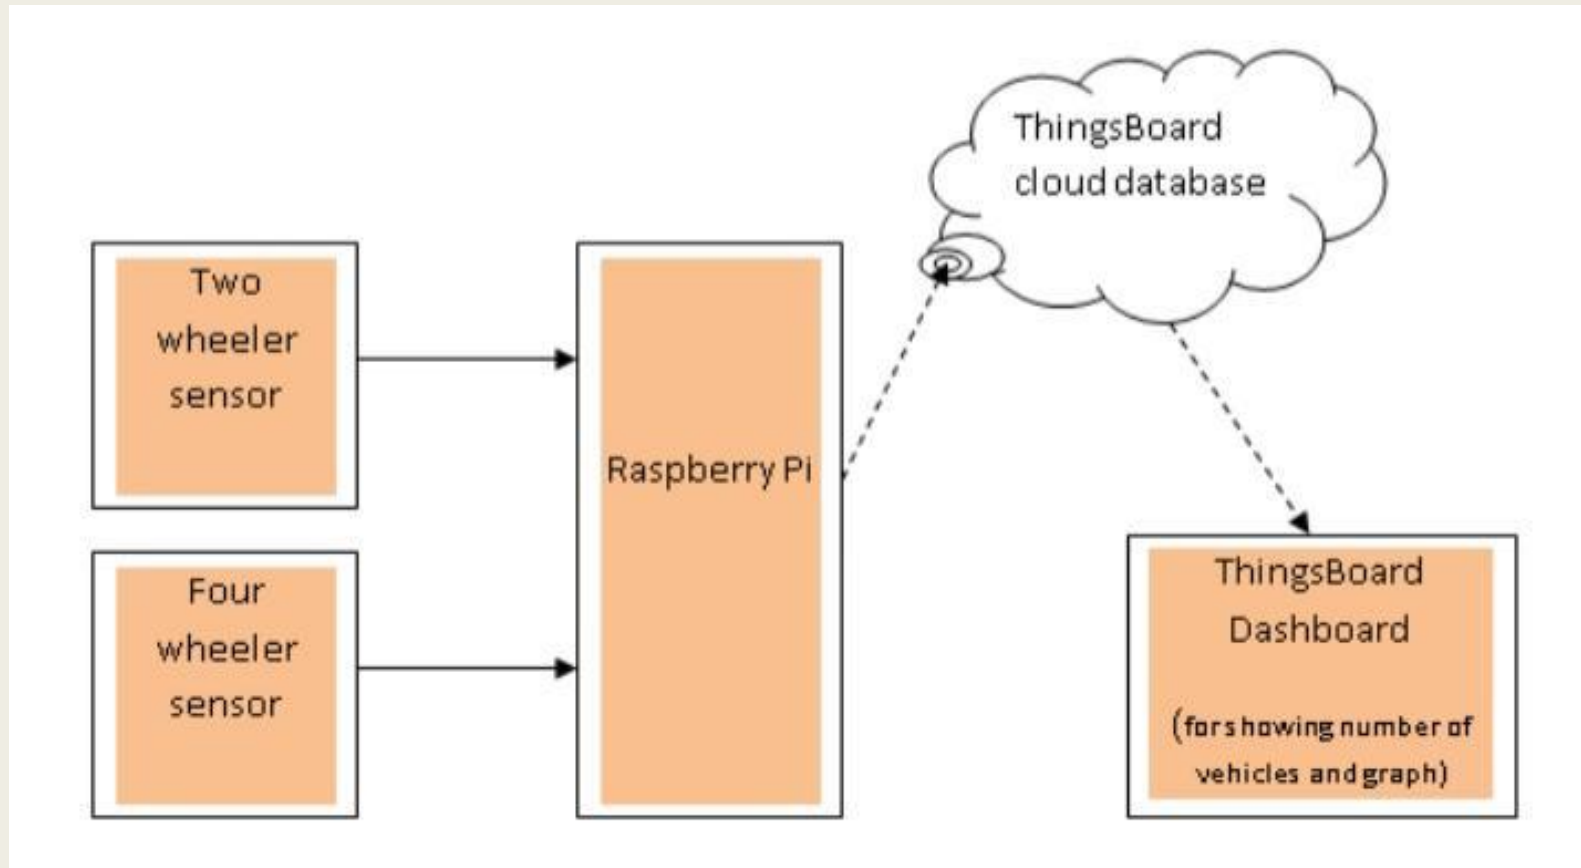 Two
wheeler
sensor
Four
wheeler
sensor
Raspberry Pi
ThingsBoard
cloud database
ThingsBoard
Dashboard
(for showing number of
vehicles and graph)